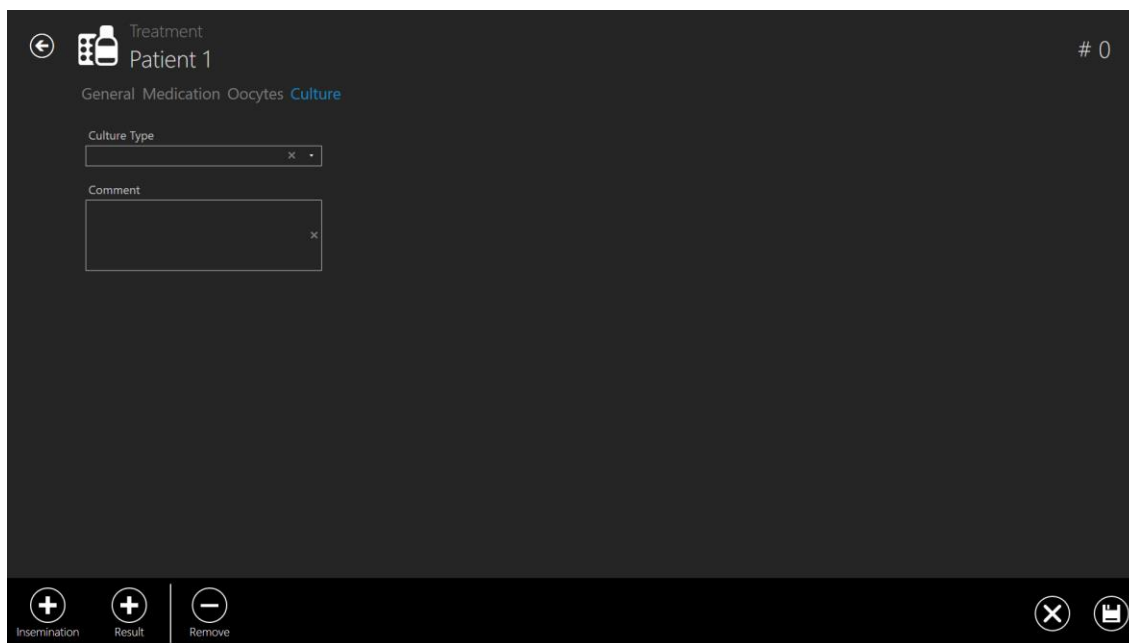 Treatment
Patient 1
# 0
General Medication Oocytes Culture
Culture Type
Comment
Insemination Result Remove